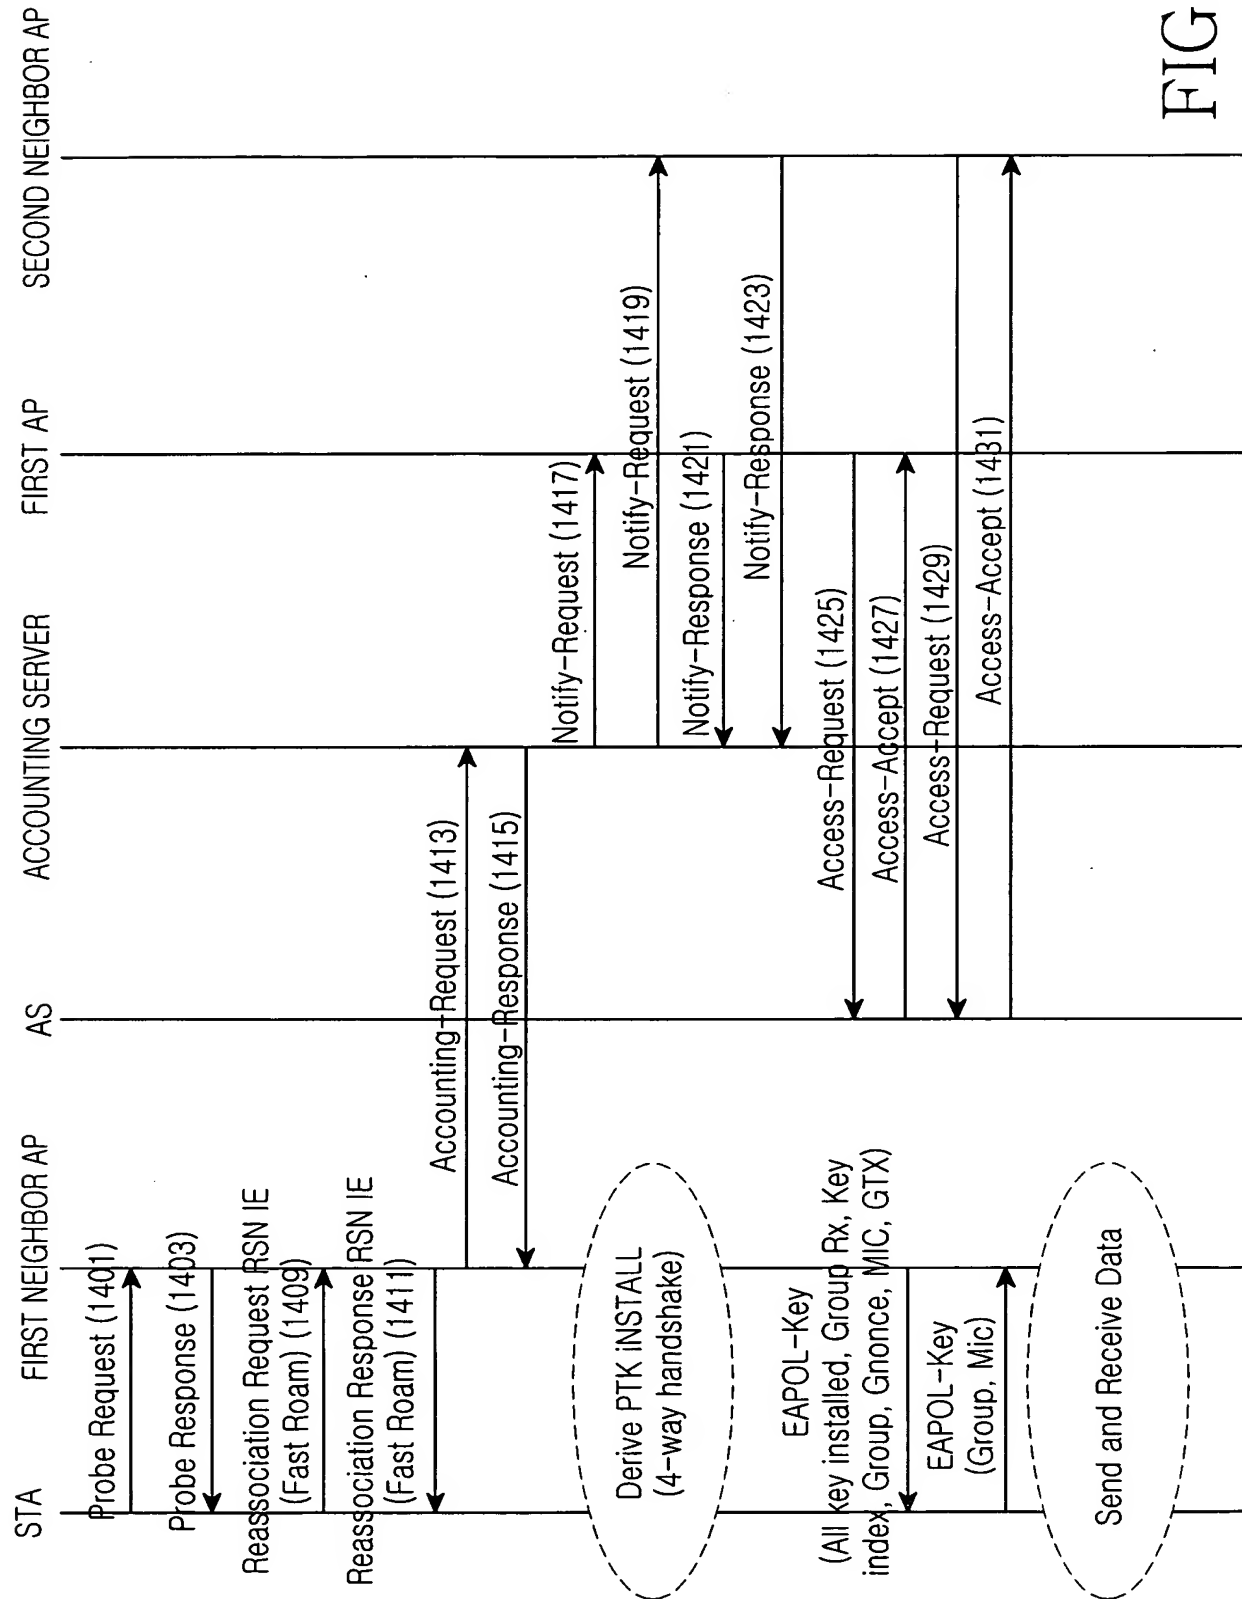 STA
FIRST NEIGHBOR AP
AS
ACCOUNTING SERVER
FIRST AP
SECOND NEIGHBOR AP
Probe Request (1401)
Probe Response (1403)
Reassociation Request RSN IE
(Fast Roam) (1409)
Reassociation Response RSN IE
(Fast Roam) (1411)
Accounting-Request (1413)
Accounting-Response (1415)
Notify-Request (1417)
Notify-Request (1419)
Notify-Response (1421)
Notify-Response (1423)
Derive PTK INSTALL
(4-way handshake)
Access-Request (1425)
Access-Accept (1427)
Access-Request (1429)
Access-Accept (1431)
EAPOL-Key
(All key installed, Group Rx, Key
index, Group, Gnonce, MIC, GTX)
EAPOL-Key
(Group, Mic)
Send and Receive Data
FIG